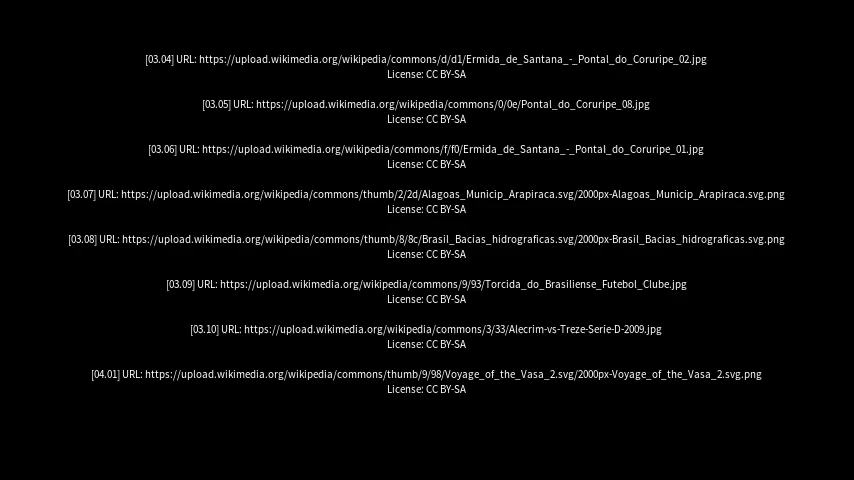 [03.04] URL: https://upload.wikimedia.org/wikipedia/commons/d/d1/Ermida_de_Santana_-_Pontal_do_Coruripe_02.jpg
License: CC BY-SA
[03.05] URL: https://upload.wikimedia.org/wikipedia/commons/0/0e/Pontal_do_Coruripe_08.jpg
License: CC BY-SA
[03.06] URL: https://upload.wikimedia.org/wikipedia/commons/f/f0/Ermida_de_Santana_-_Pontal_do_Coruripe_01.jpg
License: CC BY-SA
[03.07] URL: https://upload.wikimedia.org/wikipedia/commons/thumb/2/2d/Alagoas_Municip_Arapiraca.svg/2000px-Alagoas_Municip_Arapiraca.svg.png
License: CC BY-SA
[03.08] URL: https://upload.wikimedia.org/wikipedia/commons/thumb/8/8c/Brasil_Bacias_hidrograficas.svg/2000px-Brasil_Bacias_hidrograficas.svg.png
License: CC BY-SA
[03.09] URL: https://upload.wikimedia.org/wikipedia/commons/9/93/Torcida_do_Brasiliense_Futebol_Clube.jpg
License: CC BY-SA
[03.10] URL: https://upload.wikimedia.org/wikipedia/commons/3/33/Alecrim-vs-Treze-Serie-D-2009.jpg
License: CC BY-SA
[04.01] URL: https://upload.wikimedia.org/wikipedia/commons/thumb/9/98/Voyage_of_the_Vasa_2.svg/2000px-Voyage_of_the_Vasa_2.svg.png
License: CC BY-SA